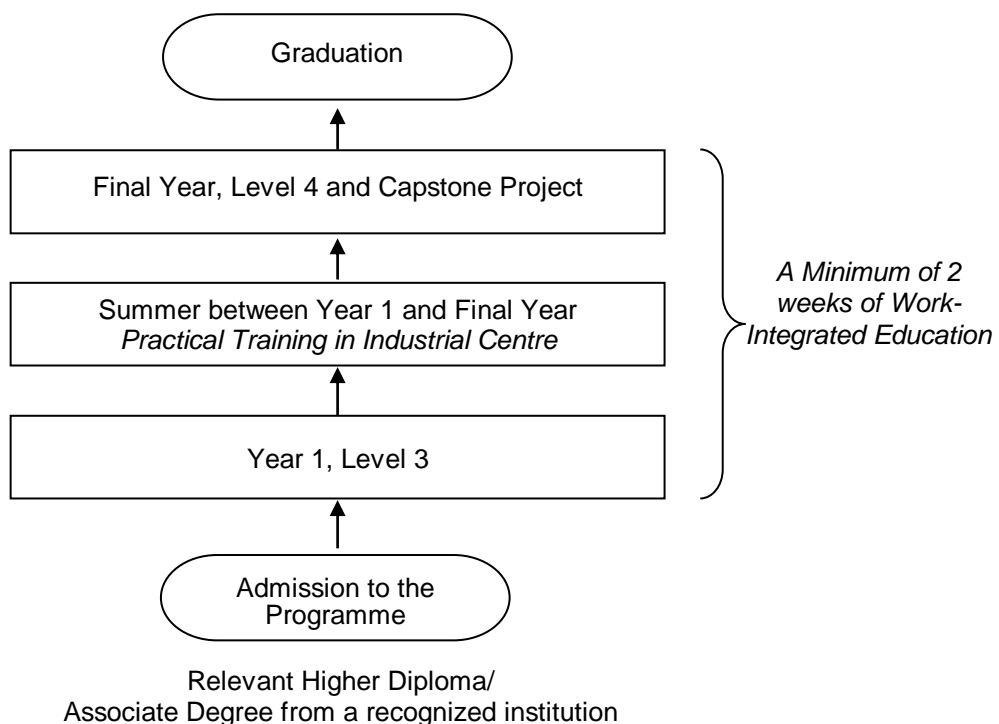 Graduation
Final Year, Level 4 and Capstone Project
Summer between Year 1 and Final Year
Practical Training in Industrial Centre
A Minimum of 2
weeks of Work-
Integrated Education
Year 1, Level 3
Admission to the
Programme
Relevant Higher Diploma/
Associate Degree from a recognized institution